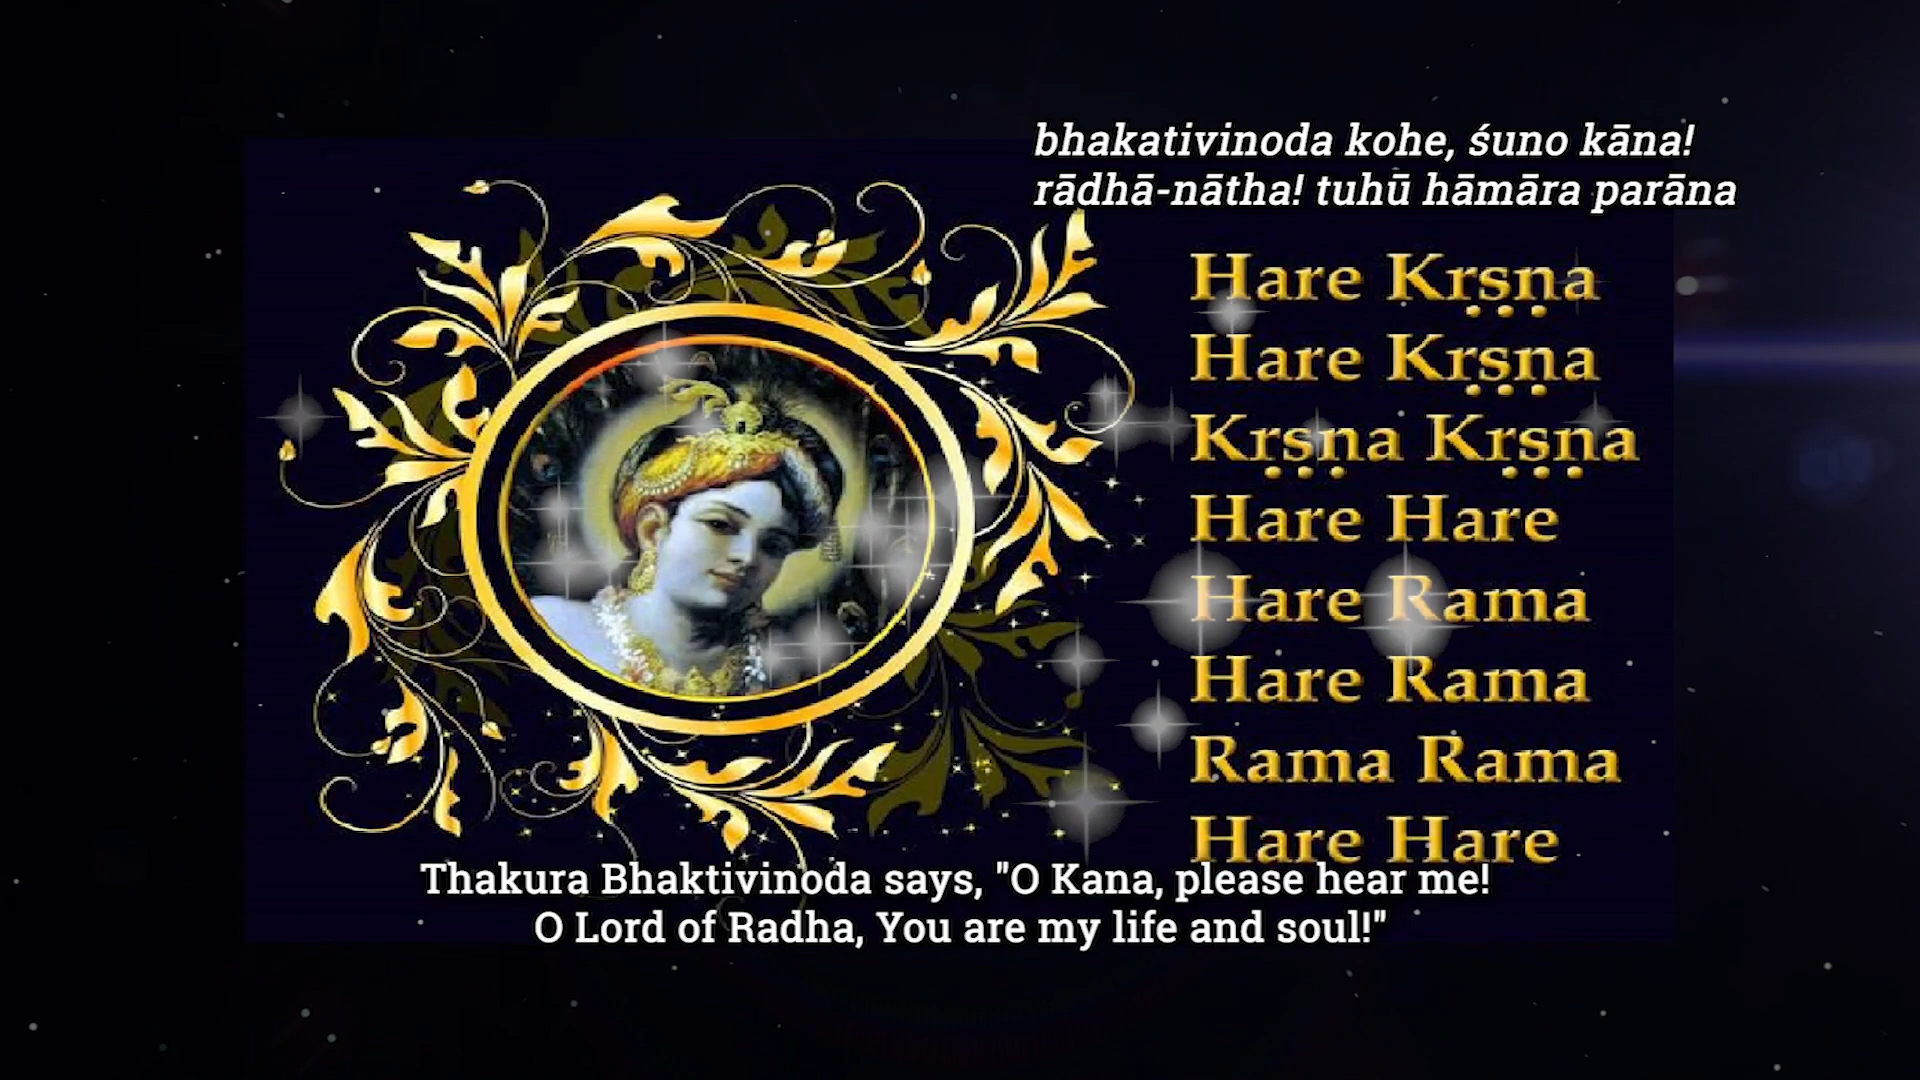 bhakativinoda kohe, śuno kāna!
rādhā-nātha! tuhū hāmāra parāna
Hare Kṛṣṇa
Hare Kṛṣṇa
Kṛṣṇa Kṛṣṇa
Hare Hare
Hare Rama
Hare Rama
Rama Rama
Hare Hare
Thakura Bhaktivinoda says, "O Kana, please hear me!
O Lord of Radha, You are my life and soul!"